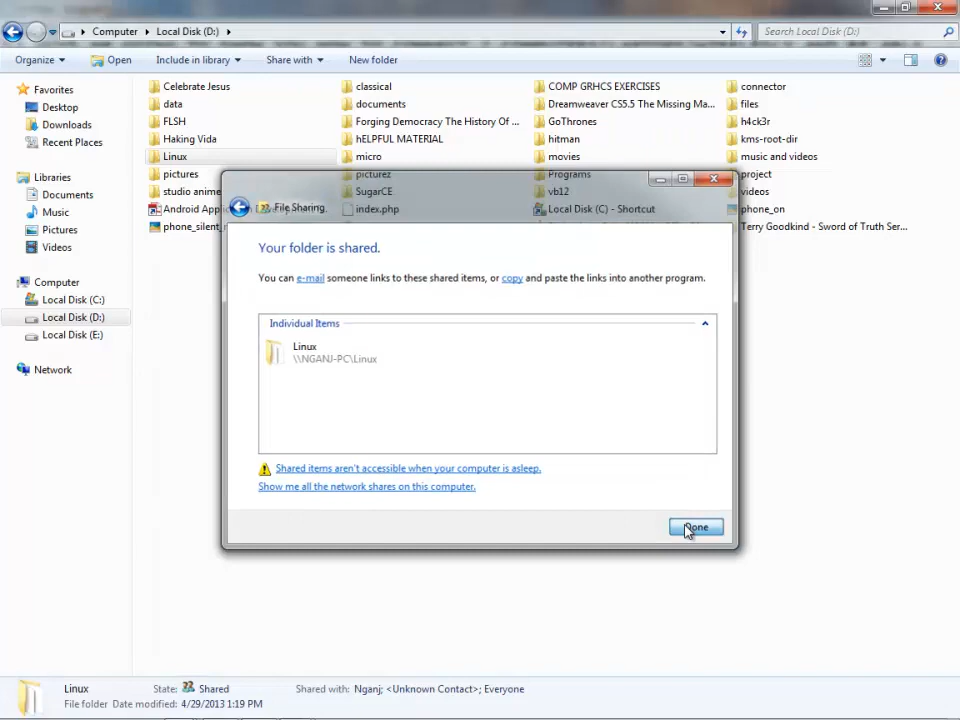 Computer Local Disk (D:)
Search Local Disk (D:)
Organize Open Include in library Share with New folder
Favorites
Desktop
Downloads
Recent Places
Libraries
Documents
Music
Pictures
Videos
Computer
Local Disk (C:)
Local Disk (D:)
Local Disk (E:)
Network
Celebrate Jesus classical COMP GRHCS EXERCISES connector
data documents Dreamweaver CS5.5 The Missing Ma... files
FLSH Forging Democracy The History Of ... GoThrones h4ck3r
Haking Vida hELPFUL MATERIAL hitman kms-root-dir
Linux micro movies music and videos
pictures picturez Programs project
studio anime SugarCE vb12 videos
Android Appl index.php Local Disk (C) - Shortcut phone_on
phone_silent Terry Goodkind - Sword of Truth Ser...
File Sharing
Your folder is shared.
You can e-mail someone links to these shared items, or copy and paste the links into another program.
Individual Items
Linux
\\NGANJ-PC\Linux
Shared items aren't accessible when your computer is asleep.
Show me all the network shares on this computer.
Done
Linux State: Shared Shared with: Nganj; <Unknown Contact>; Everyone
File folder Date modified: 4/29/2013 1:19 PM